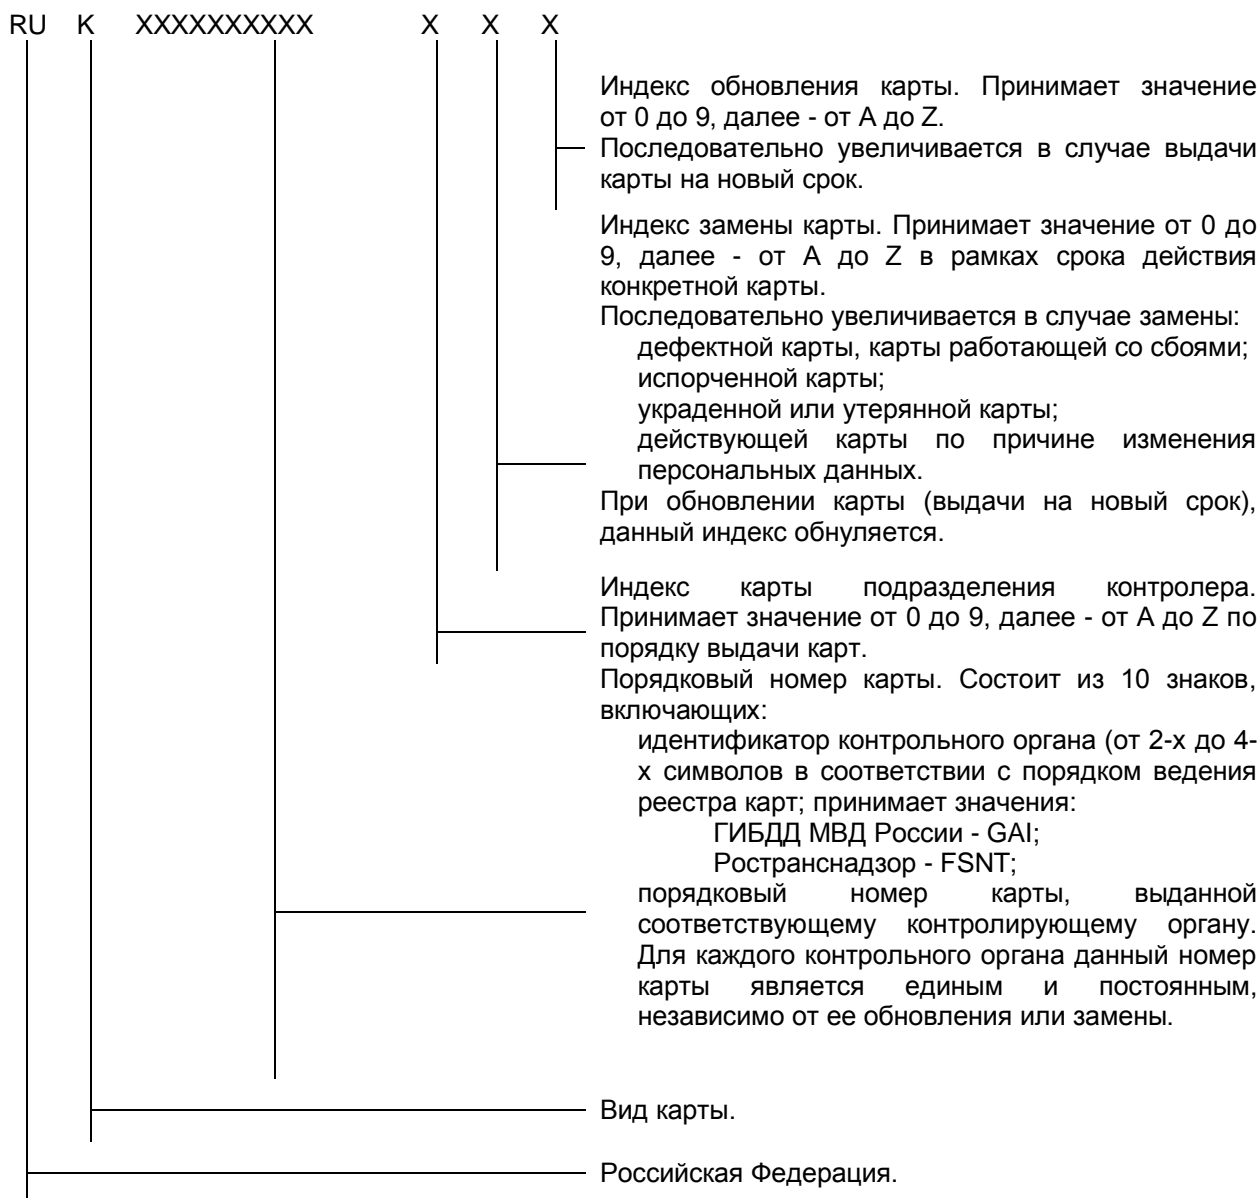 RU K XXXXXXXXXX X X X
Индекс обновления карты. Принимает значение
от 0 до 9, далее - от A до Z.
Последовательно увеличивается в случае выдачи
карты на новый срок.
Индекс замены карты. Принимает значение от 0 до
9, далее - от A до Z в рамках срока действия
конкретной карты.
Последовательно увеличивается в случае замены:
дефектной карты, карты работающей со сбоями;
испорченной карты;
украденной или утерянной карты;
действующей карты по причине изменения
персональных данных.
При обновлении карты (выдачи на новый срок),
данный индекс обнуляется.
Индекс карты подразделения контролера.
Принимает значение от 0 до 9, далее - от A до Z по
порядку выдачи карт.
Порядковый номер карты. Состоит из 10 знаков,
включающих:
идентификатор контрольного органа (от 2-х до 4-
х символов в соответствии с порядком ведения
реестра карт; принимает значения:
ГИБДД МВД России - GAI;
Ространснадзор - FSNT;
порядковый номер карты, выданной
соответствующему контролирующему органу.
Для каждого контрольного органа данный номер
карты является единым и постоянным,
независимо от ее обновления или замены.
Вид карты.
Российская Федерация.